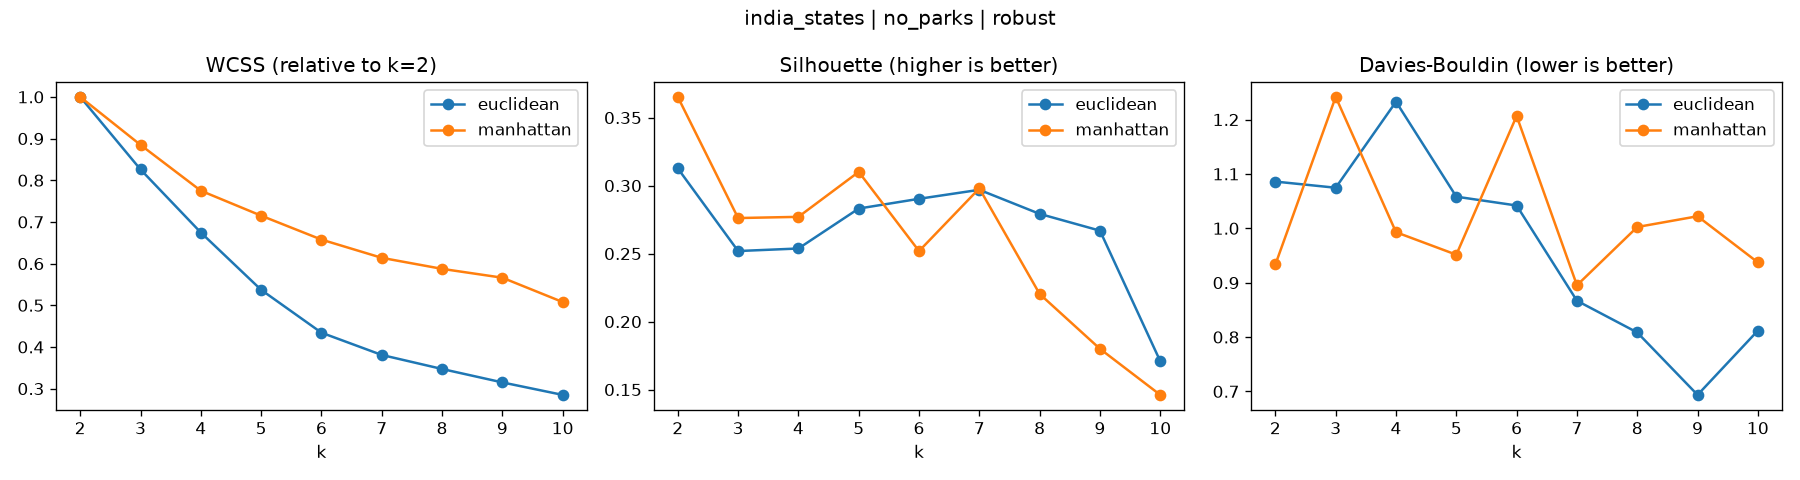 india_states | no_parks | robust
WCSS (relative to k=2)
1.0
0.9
0.8
0.7
0.6
0.5
0.4
0.3
2 3 4 5 6 7 8 9 10
k
euclidean
manhattan
Silhouette (higher is better)
0.35
0.30
0.25
0.20
0.15
2 3 4 5 6 7 8 9 10
k
euclidean
manhattan
Davies-Bouldin (lower is better)
1.2
1.1
1.0
0.9
0.8
0.7
2 3 4 5 6 7 8 9 10
k
euclidean
manhattan